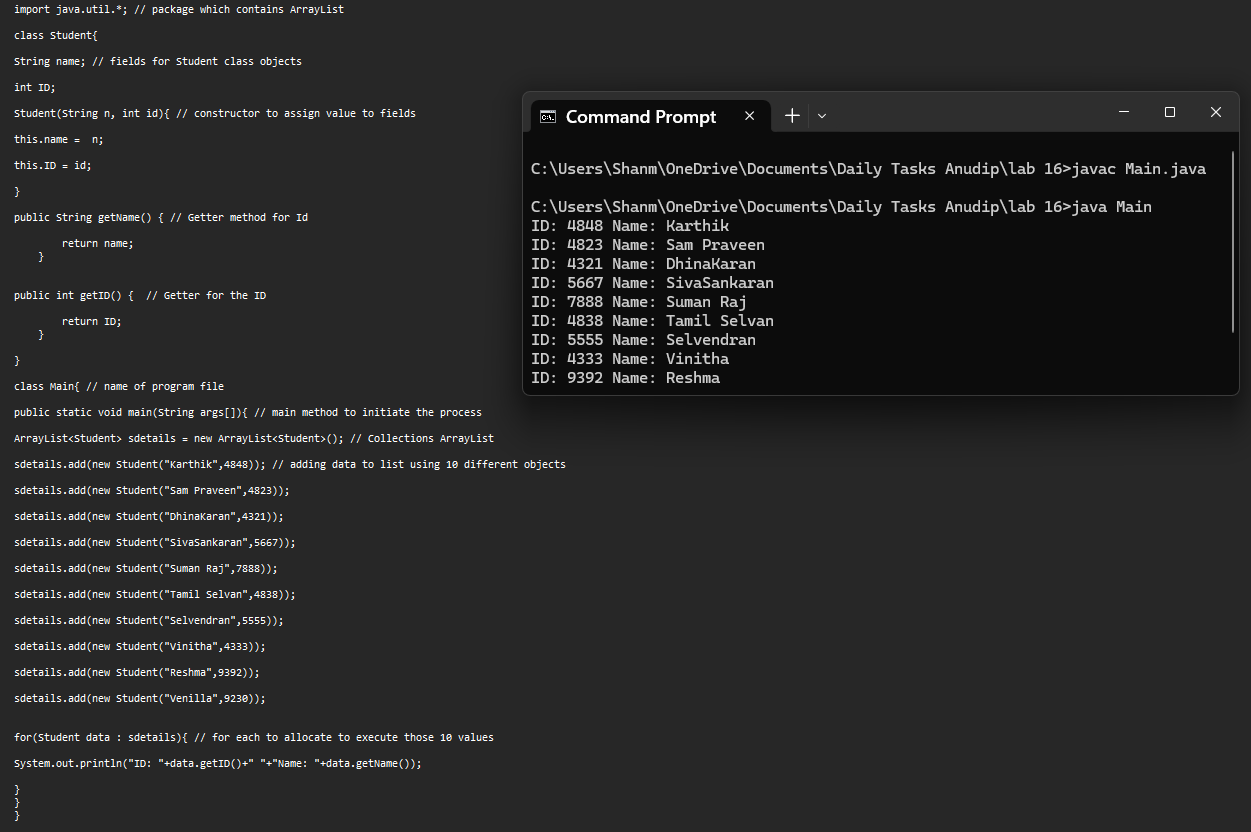 import java.util.*; // package which contains ArrayList
class Student{
String name; // fields for Student class objects
int ID;
Student(String n, int id){ // constructor to assign value to fields
this.name =  n;
this.ID = id;
}
public String getName() { // Getter method for Id
        return name;
    }
public int getID() {  // Getter for the ID
        return ID;
    }
}
class Main{ // name of program file
public static void main(String args[]){ // main method to initiate the process
ArrayList<Student> sdetails = new ArrayList<Student>(); // Collections ArrayList
sdetails.add(new Student("Karthik",4848)); // adding data to list using 10 different objects
sdetails.add(new Student("Sam Praveen",4823));
sdetails.add(new Student("DhinaKaran",4321));
sdetails.add(new Student("SivaSankaran",5667));
sdetails.add(new Student("Suman Raj",7888));
sdetails.add(new Student("Tamil Selvan",4838));
sdetails.add(new Student("Selvendran",5555));
sdetails.add(new Student("Vinitha",4333));
sdetails.add(new Student("Reshma",9392));
sdetails.add(new Student("Venilla",9230));
for(Student data : sdetails){ // for each to allocate to execute those 10 values
System.out.println("ID: "+data.getID()+" "+"Name: "+data.getName());
}
}
}
Command Prompt
C:\Users\Shanm\OneDrive\Documents\Daily Tasks Anudip\lab 16>javac Main.java
C:\Users\Shanm\OneDrive\Documents\Daily Tasks Anudip\lab 16>java Main
ID: 4848 Name: Karthik
ID: 4823 Name: Sam Praveen
ID: 4321 Name: DhinaKaran
ID: 5667 Name: SivaSankaran
ID: 7888 Name: Suman Raj
ID: 4838 Name: Tamil Selvan
ID: 5555 Name: Selvendran
ID: 4333 Name: Vinitha
ID: 9392 Name: Reshma